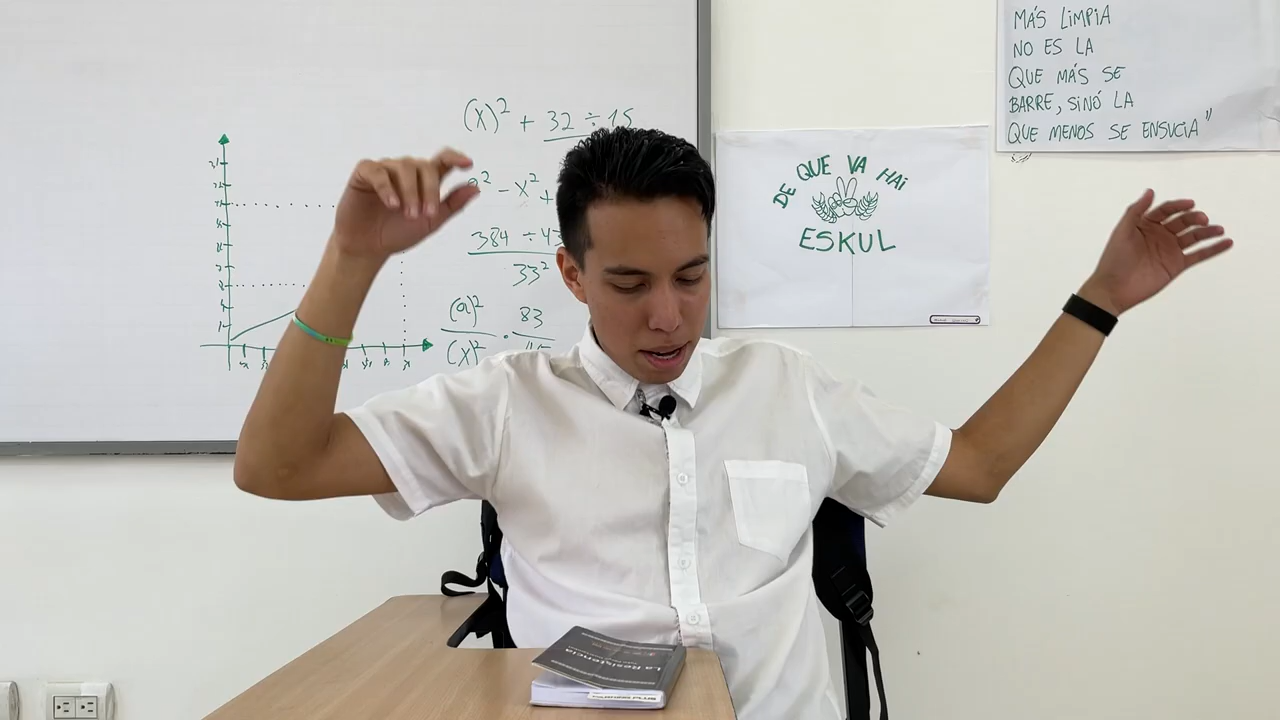 (x)² + 32 ÷ 15
- x² +
384 ÷ 4
33²
(a)² 83
(x)²
DE QUE VA HAI
ESKUL
MÁS LIMPIA
NO ES LA
QUE MÁS SE
BARRE, SINÓ LA
QUE MENOS SE ENSUCIA"
La Resistencia